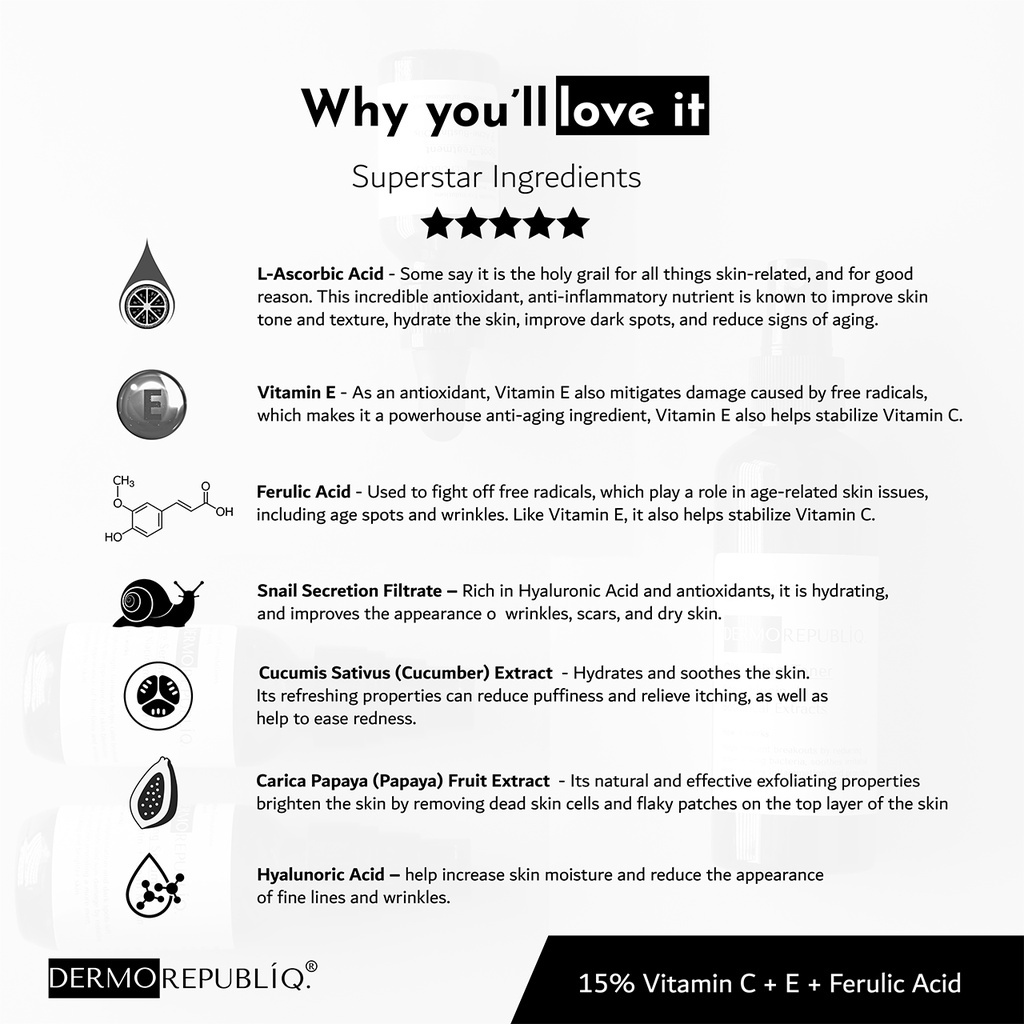 Why you'll love it
Superstar Ingredients
L-Ascorbic Acid - Some say it is the holy grail for all things skin-related, and for good
reason. This incredible antioxidant, anti-inflammatory nutrient is known to improve skin
tone and texture, hydrate the skin, improve dark spots, and reduce signs of aging.
E
Vitamin E - As an antioxidant, Vitamin E also mitigates damage caused by free radicals,
which makes it a powerhouse anti-aging ingredient, Vitamin E also helps stabilize Vitamin C.
CH₃
O
O
OH
HO
Ferulic Acid - Used to fight off free radicals, which play a role in age-related skin issues,
including age spots and wrinkles. Like Vitamin E, it also helps stabilize Vitamin C.
Snail Secretion Filtrate – Rich in Hyaluronic Acid and antioxidants, it is hydrating,
and improves the appearance o wrinkles, scars, and dry skin.
DERMOREPUBLÍQ
Cucumis Sativus (Cucumber) Extract - Hydrates and soothes the skin.
Its refreshing properties can reduce puffiness and relieve itching, as well as
help to ease redness.
Carica Papaya (Papaya) Fruit Extract - Its natural and effective exfoliating properties
brighten the skin by removing dead skin cells and flaky patches on the top layer of the skin
Hyalunoric Acid – help increase skin moisture and reduce the appearance
of fine lines and wrinkles.
DERMOREPUBLÍQ.®
15% Vitamin C + E + Ferulic Acid